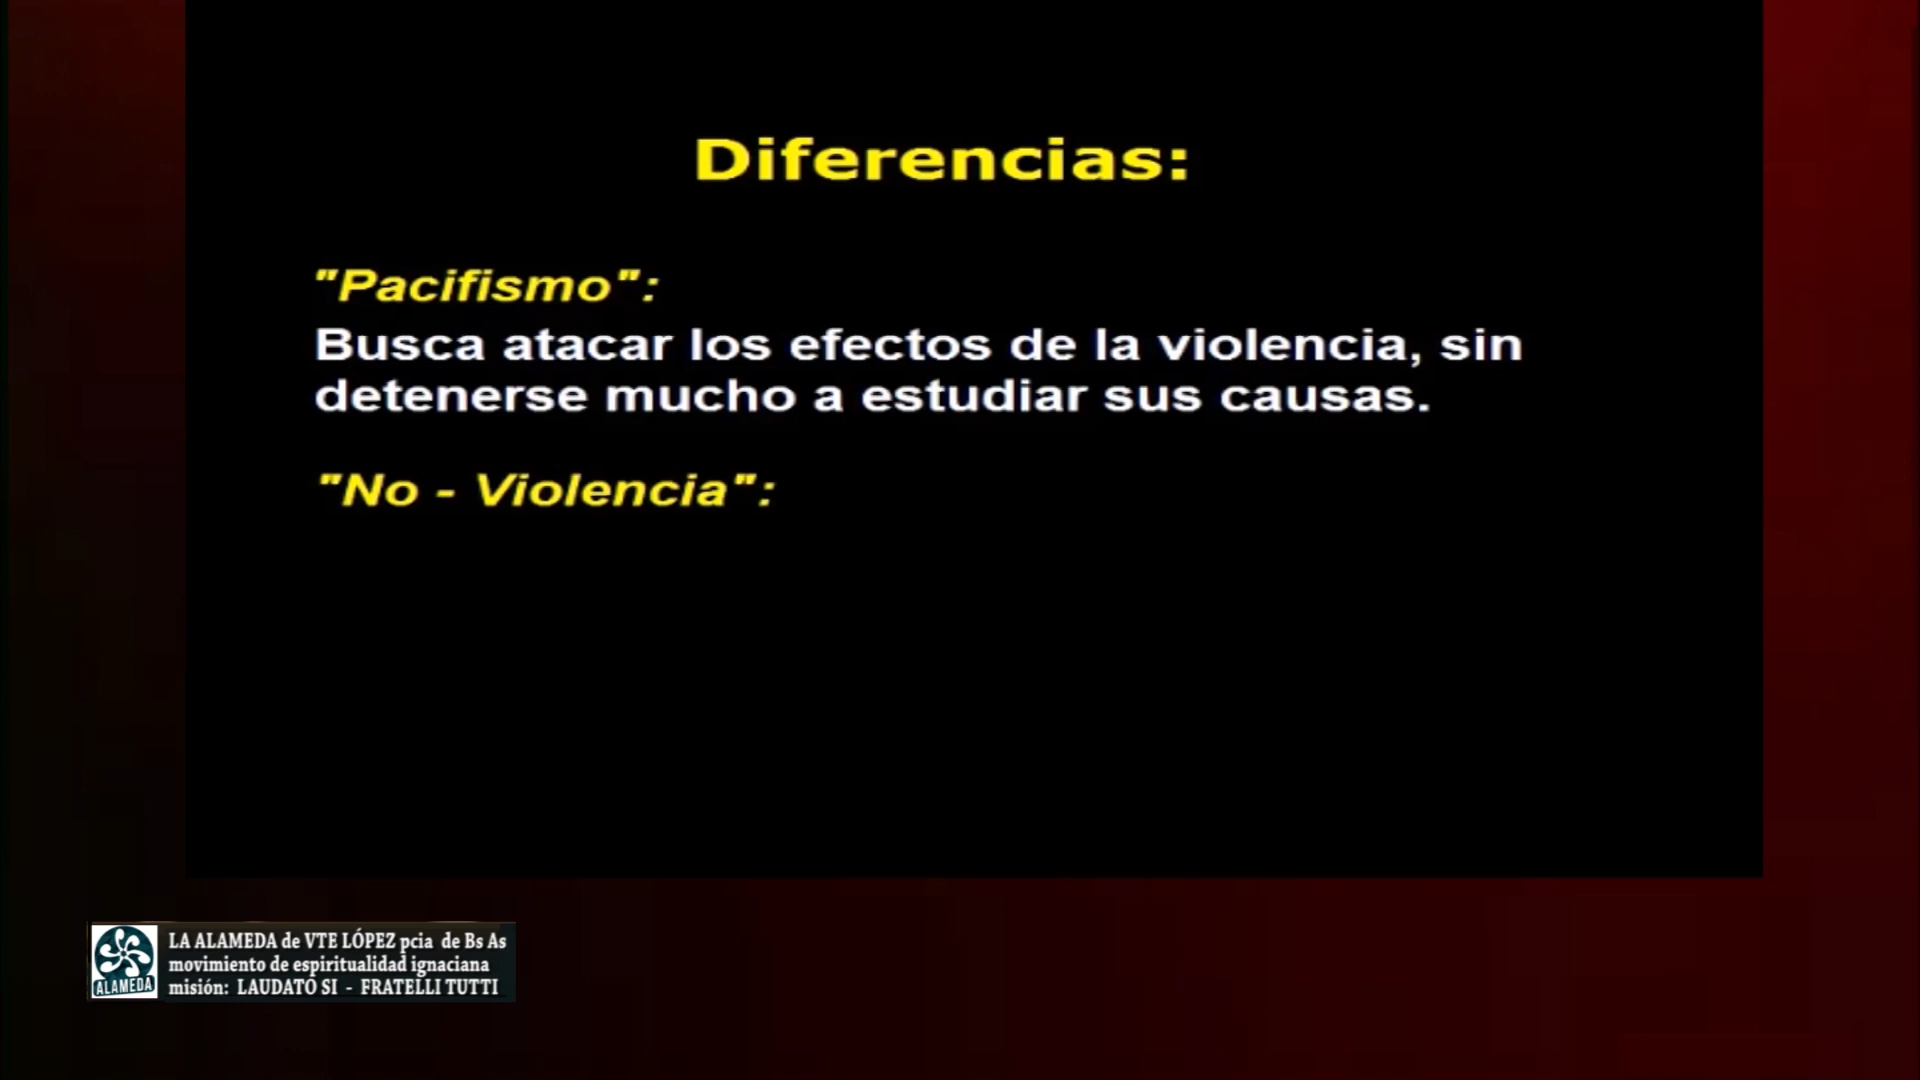 Diferencias:
"Pacifismo":
Busca atacar los efectos de la violencia, sin
detenerse mucho a estudiar sus causas.
"No - Violencia":
LA ALAMEDA de VTE LÓPEZ pcia de Bs As
movimiento de espiritualidad ignaciana
misión: LAUDATO SI - FRATELLI TUTTI
ALAMEDA